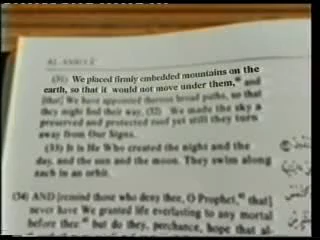 AL-ANBIYA'
(31) We placed firmly embedded mountains on the
earth, so that it would not move under them, and
[that] We have appointed thereon broad paths, so that
they might find their way, (32) We made the sky a
preserved and protected roof yet still they turn
away from Our Signs.
(33) It is He Who created the night and the
day, and the sun and the moon. They swim along
each in an orbit.
(34) AND [remind those who deny thee, O Prophet, that]
never have We granted life everlasting to any mortal
before thee: but do they, perchance, hope that al-